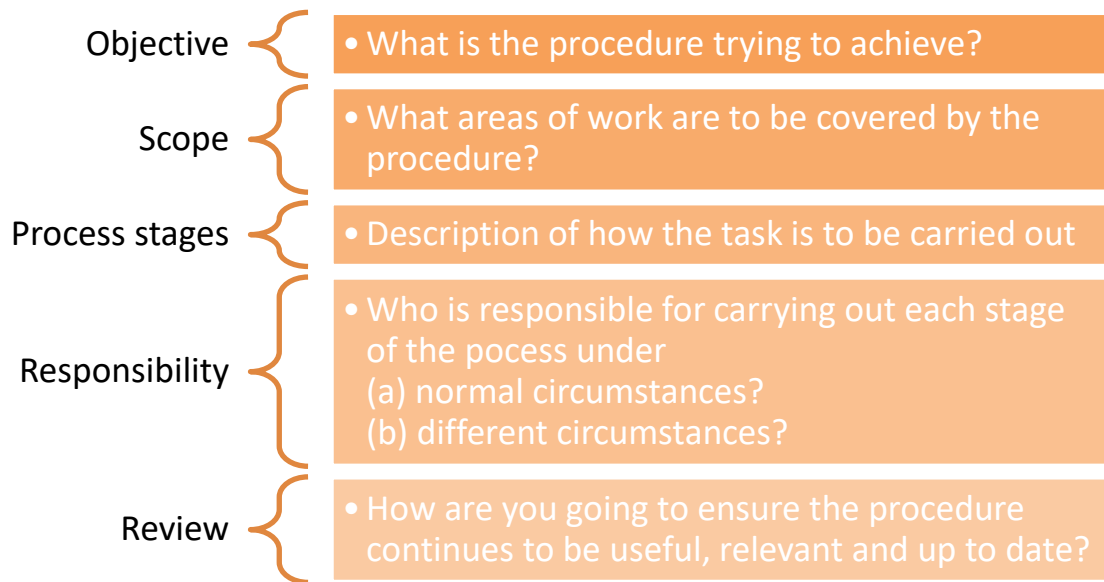 Objective
• What is the procedure trying to achieve?
Scope
• What areas of work are to be covered by the
procedure?
Process stages
• Description of how the task is to be carried out
Responsibility
• Who is responsible for carrying out each stage
of the pocess under
(a) normal circumstances?
(b) different circumstances?
Review
• How are you going to ensure the procedure
continues to be useful, relevant and up to date?